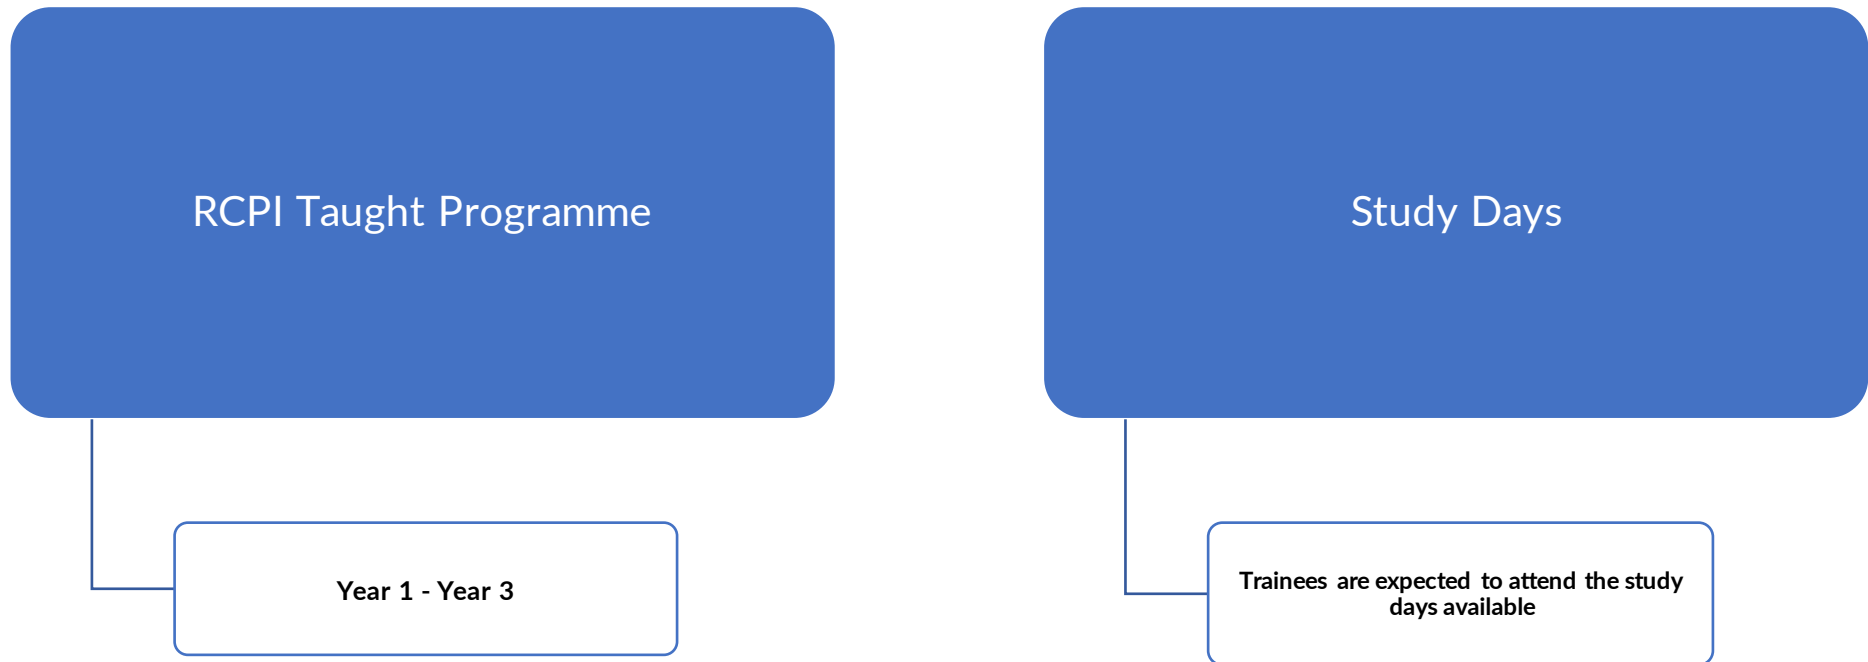 RCPI Taught Programme
Year 1 - Year 3
Study Days
Trainees are expected to attend the study
days available